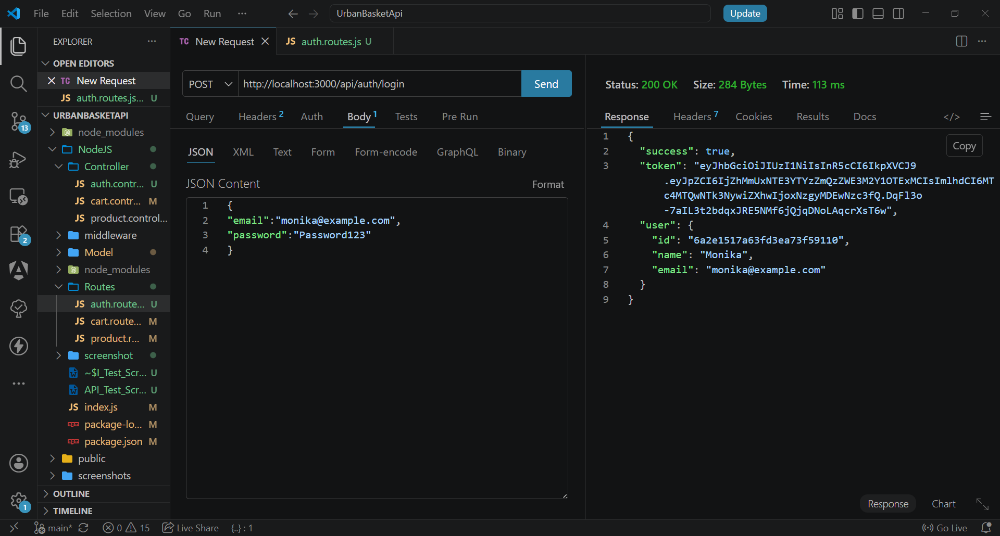 File Edit Selection View Go Run ··· UrbanBasketApi Update
EXPLORER ···
OPEN EDITORS
TC New Request
JS auth.routes.js... U
URBANBASKETAPI
node_modules
NodeJS
Controller
JS auth.contr... U
JS cart.contr... M
JS product.control...
middleware
Model
node_modules
Routes
JS auth.route... U
JS cart.route... M
JS product.r... M
screenshot
~$I_Test_Scr... U
API_Test_Scr... U
JS index.js M
npm package-lo... M
npm package.json M
public
screenshots
OUTLINE
TIMELINE
13
2
1
TC New Request
JS auth.routes.js U
POST http://localhost:3000/api/auth/login Send
Query Headers 2 Auth Body 1 Tests Pre Run
JSON XML Text Form Form-encode GraphQL Binary
JSON Content Format
1 {
2 "email":"monika@example.com",
3 "password":"Password123"
4 }
Status: 200 OK Size: 284 Bytes Time: 113 ms
Response Headers 7 Cookies Results Docs </>
Copy
1 {
2 "success": true,
3 "token": "eyJhbGciOiJIUzI1NiIsInR5cCI6IkpXVCJ9
.eyJpZCI6IjZhMmUxNTE3YTYzZmQzZWE3M2Y1OTExMCIsImlhdCI6MT
c4MTQwNTk3NywiZXhwIjoxNzgyMDEwNzc3fQ.DqFl3o
-7aIL3t2bdqxJRE5NMf6jQjqDNoLAqcrXsT6w",
4 "user": {
5 "id": "6a2e1517a63fd3ea73f59110",
6 "name": "Monika",
7 "email": "monika@example.com"
8 }
9 }
Response Chart
main* 0 15 Live Share {..} : 1 Go Live